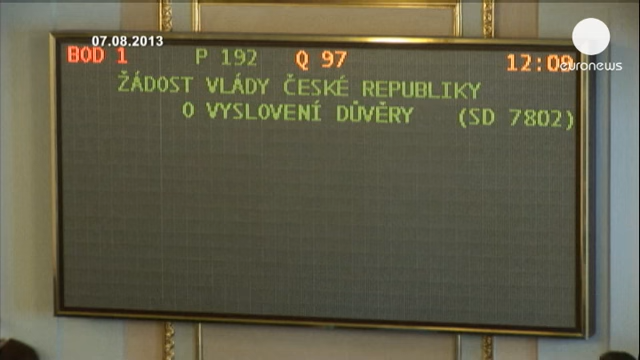 07.08.2013
BOD 1 P 192 Q 97 12:09
euronews
ŽÁDOST VLÁDY ČESKÉ REPUBLIKY
O VYSLOVENÍ DŮVĚRY (SD 7802)